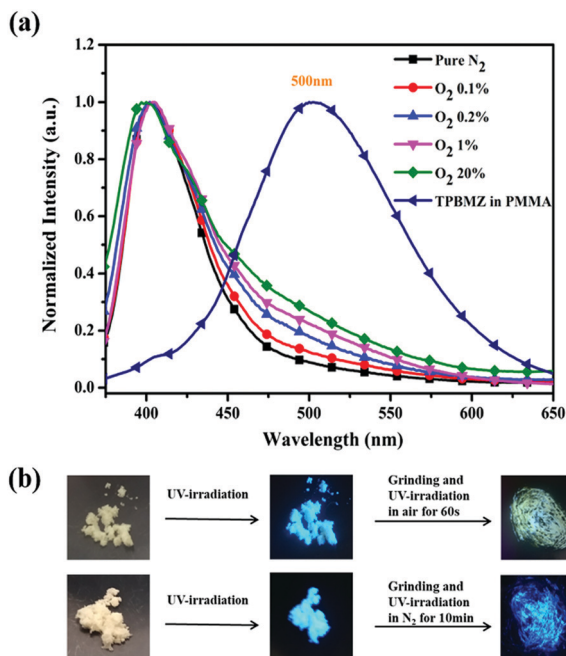 (a)
500nm
Pure N2
O2 0.1%
O2 0.2%
O2 1%
O2 20%
TPBMZ in PMMA
Normalized Intensity (a.u.)
1.2
1.0
0.8
0.6
0.4
0.2
0.0
400 450 500 550 600 650
Wavelength (nm)
(b)
UV-irradiation
Grinding and
UV-irradiation
in air for 60s
UV-irradiation
Grinding and
UV-irradiation
in N2 for 10min